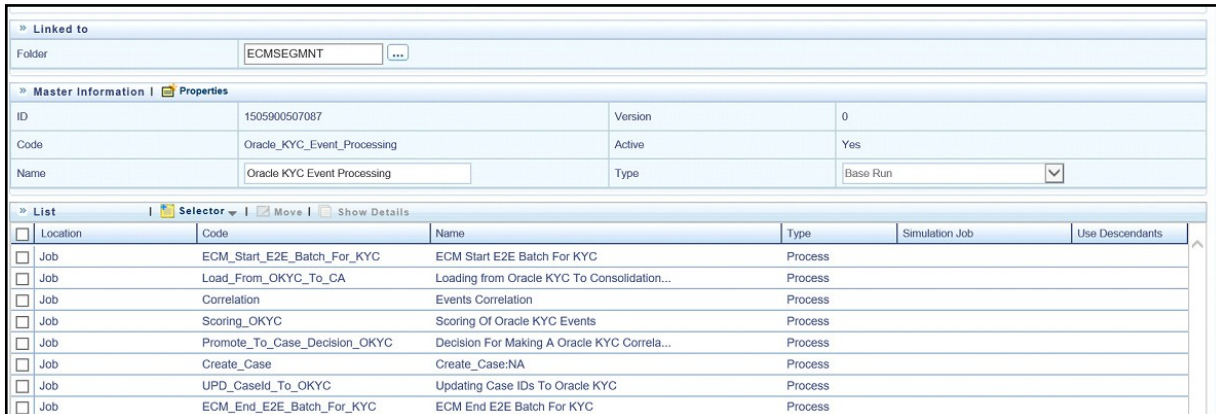 » Linked to
Folder ECMSEGMNT ...
» Master Information | Properties
ID 1505900507087 Version 0
Code Oracle_KYC_Event_Processing Active Yes
Name Oracle KYC Event Processing Type Base Run
» List | Selector | Move | Show Details
Location Code Name Type Simulation Job Use Descendants
Job ECM_Start_E2E_Batch_For_KYC ECM Start E2E Batch For KYC Process
Job Load_From_OKYC_To_CA Loading from Oracle KYC To Consolidation... Process
Job Correlation Events Correlation Process
Job Scoring_OKYC Scoring Of Oracle KYC Events Process
Job Promote_To_Case_Decision_OKYC Decision For Making A Oracle KYC Correla... Process
Job Create_Case Create_Case:NA Process
Job UPD_CaseId_To_OKYC Updating Case IDs To Oracle KYC Process
Job ECM_End_E2E_Batch_For_KYC ECM End E2E Batch For KYC Process